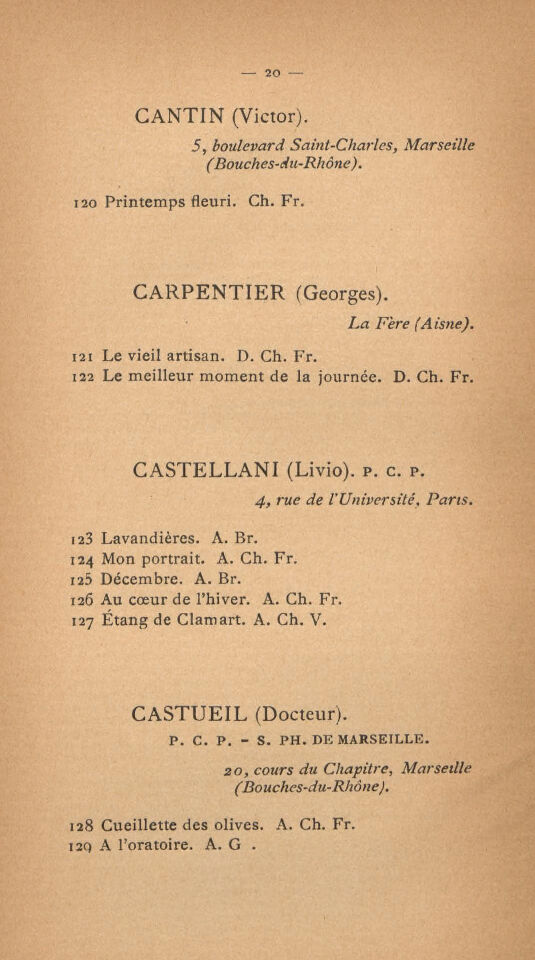 — 20 —
CANTIN (Victor).
5, boulevard Saint-Charles, Marseille
(Bouches-du-Rhône).
120 Printemps fleuri. Ch. Fr.
CARPENTIER (Georges).
La Fère (Aisne).
121 Le vieil artisan. D. Ch. Fr.
122 Le meilleur moment de la journée. D. Ch. Fr.
CASTELLANI (Livio). P. C. P.
4, rue de l'Université, Paris.
123 Lavandières. A. Br.
124 Mon portrait. A. Ch. Fr.
125 Décembre. A. Br.
126 Au cœur de l'hiver. A. Ch. Fr.
127 Étang de Clamart. A. Ch. V.
CASTUEIL (Docteur).
P. C. P. - S. PH. DE MARSEILLE.
20, cours du Chapitre, Marseille
(Bouches-du-Rhône).
128 Cueillette des olives. A. Ch. Fr.
129 A l'oratoire. A. G .